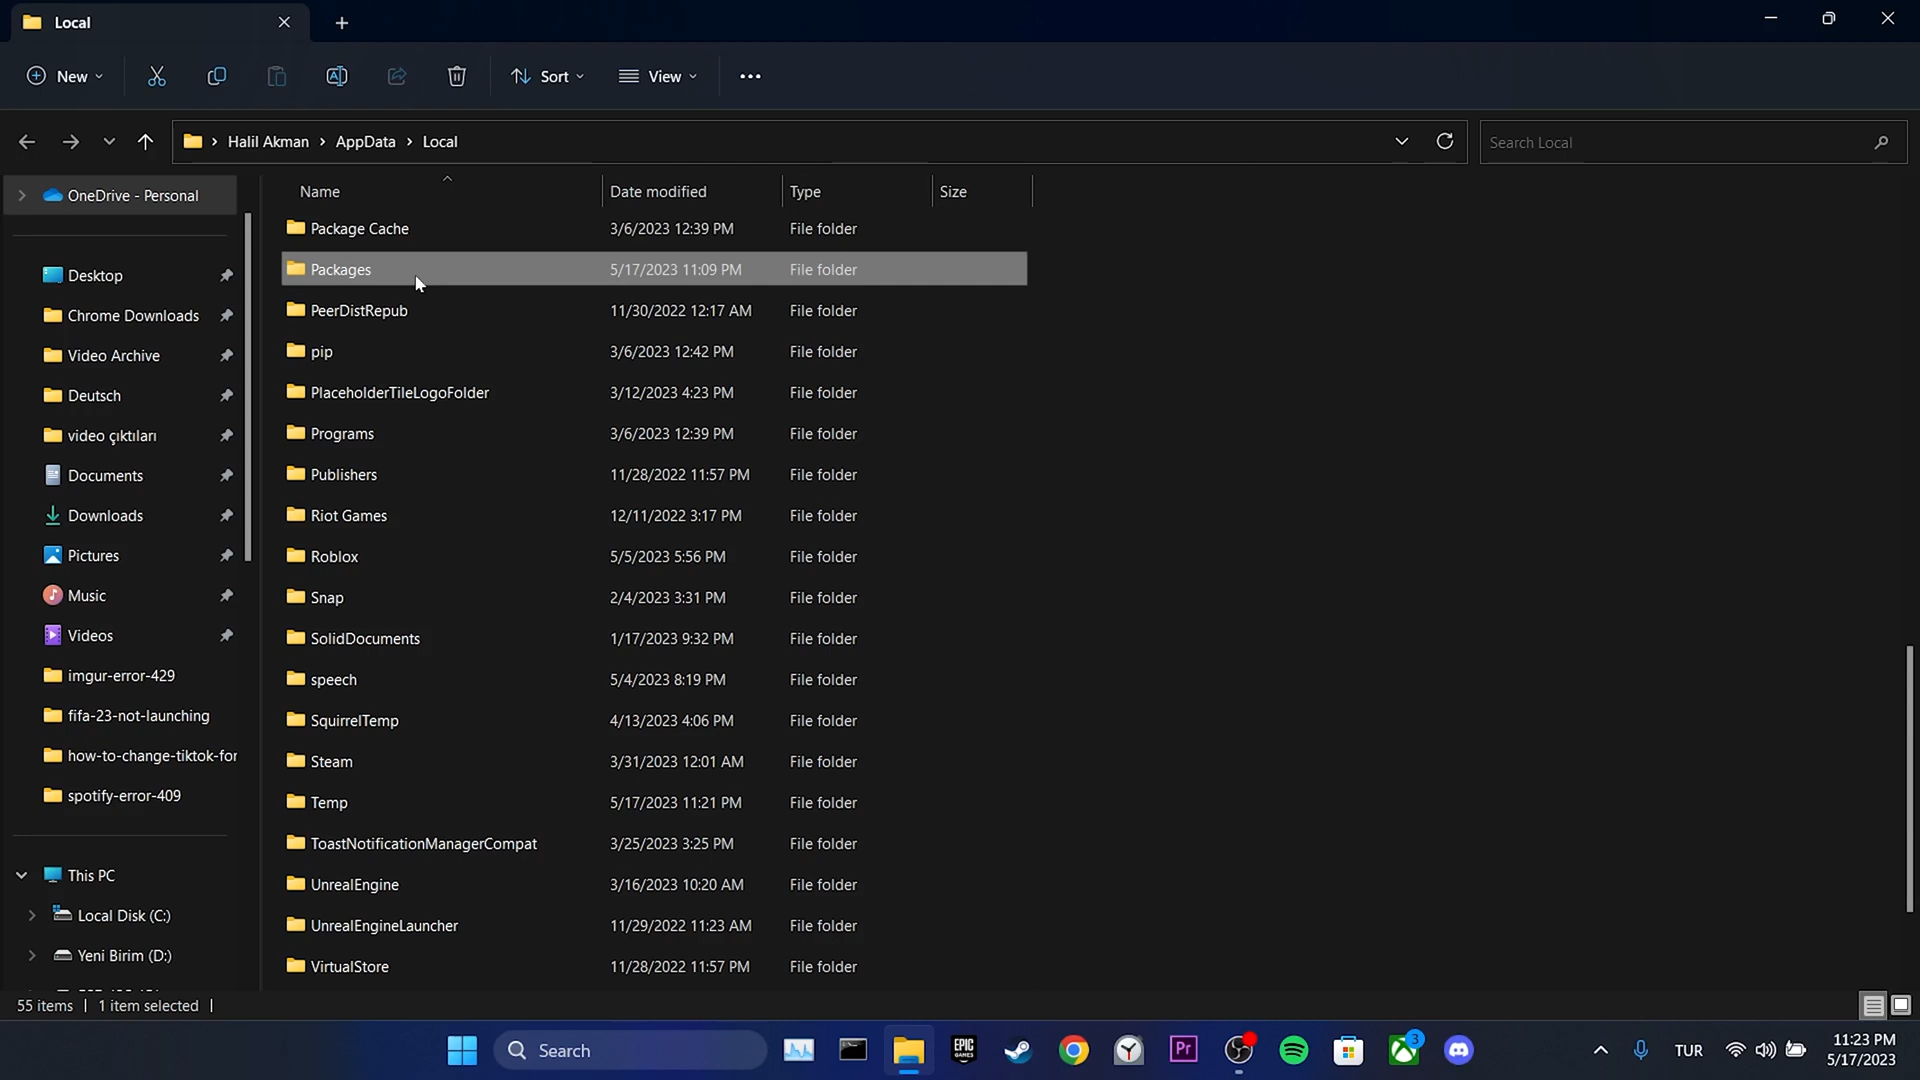 Local
New
Sort
View
Halil Akman > AppData > Local
Search Local
OneDrive - Personal
Desktop
Chrome Downloads
Video Archive
Deutsch
video çıktıları
Documents
Downloads
Pictures
Music
Videos
imgur-error-429
fifa-23-not-launching
how-to-change-tiktok-for
spotify-error-409
This PC
Local Disk (C:)
Yeni Birim (D:)
Name Date modified Type Size
Package Cache 3/6/2023 12:39 PM File folder
Packages 5/17/2023 11:09 PM File folder
PeerDistRepub 11/30/2022 12:17 AM File folder
pip 3/6/2023 12:42 PM File folder
PlaceholderTileLogoFolder 3/12/2023 4:23 PM File folder
Programs 3/6/2023 12:39 PM File folder
Publishers 11/28/2022 11:57 PM File folder
Riot Games 12/11/2022 3:17 PM File folder
Roblox 5/5/2023 5:56 PM File folder
Snap 2/4/2023 3:31 PM File folder
SolidDocuments 1/17/2023 9:32 PM File folder
speech 5/4/2023 8:19 PM File folder
SquirrelTemp 4/13/2023 4:06 PM File folder
Steam 3/31/2023 12:01 AM File folder
Temp 5/17/2023 11:21 PM File folder
ToastNotificationManagerCompat 3/25/2023 3:25 PM File folder
UnrealEngine 3/16/2023 10:20 AM File folder
UnrealEngineLauncher 11/29/2022 11:23 AM File folder
VirtualStore 11/28/2022 11:57 PM File folder
55 items | 1 item selected |
Search
EPIC GAMES
Pr
3
TUR
11:23 PM
5/17/2023